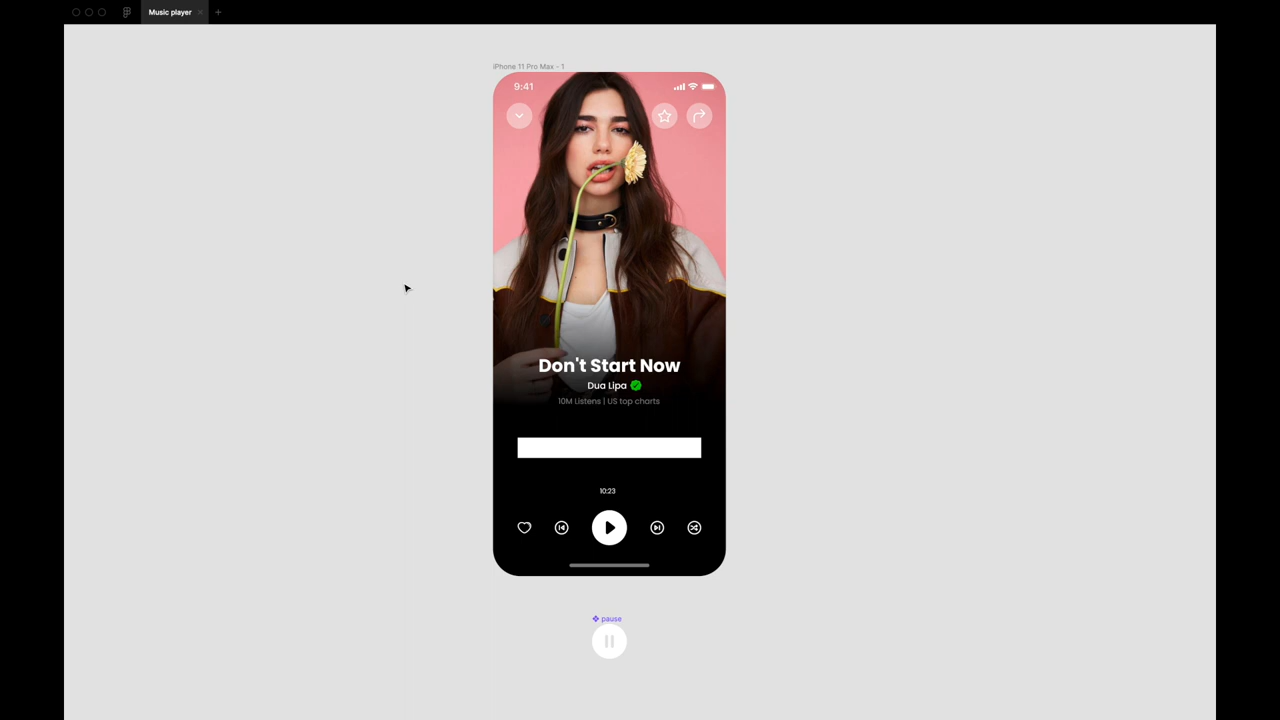 Music player
iPhone 11 Pro Max - 1
9:41
Don't Start Now
Dua Lipa
10M Listens | US top charts
10:23
pause